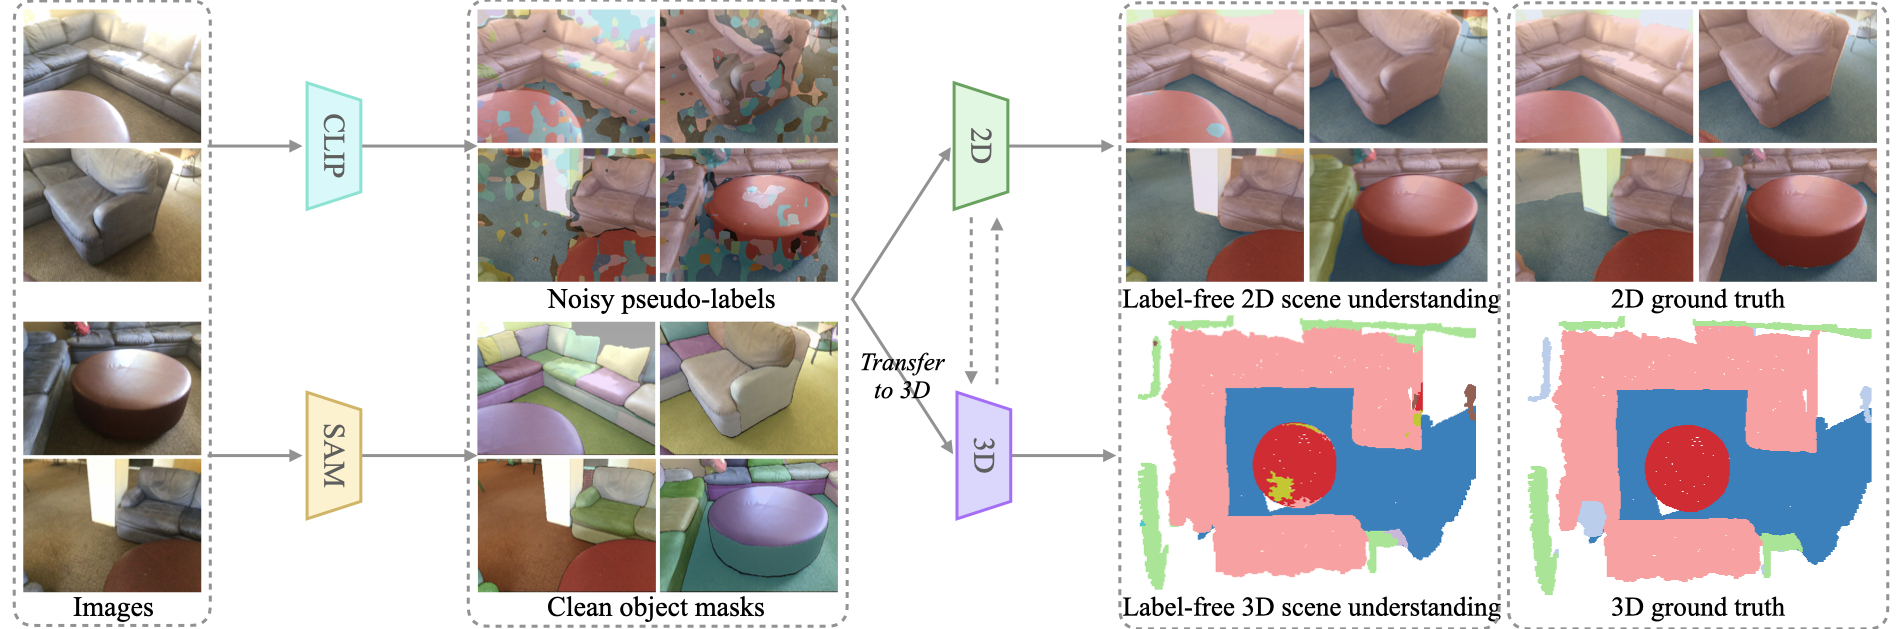 CLIP
2D
Noisy pseudo-labels
Label-free 2D scene understanding
2D ground truth
Transfer
to 3D
SAM
3D
Images
Clean object masks
Label-free 3D scene understanding
3D ground truth